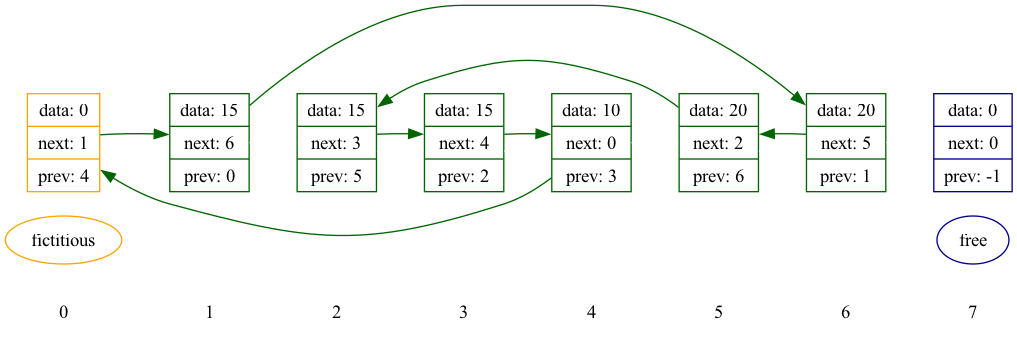 data: 0
next: 1
prev: 4
data: 15
next: 6
prev: 0
data: 15
next: 3
prev: 5
data: 15
next: 4
prev: 2
data: 10
next: 0
prev: 3
data: 20
next: 2
prev: 6
data: 20
next: 5
prev: 1
data: 0
next: 0
prev: -1
fictitious
free
0
1
2
3
4
5
6
7